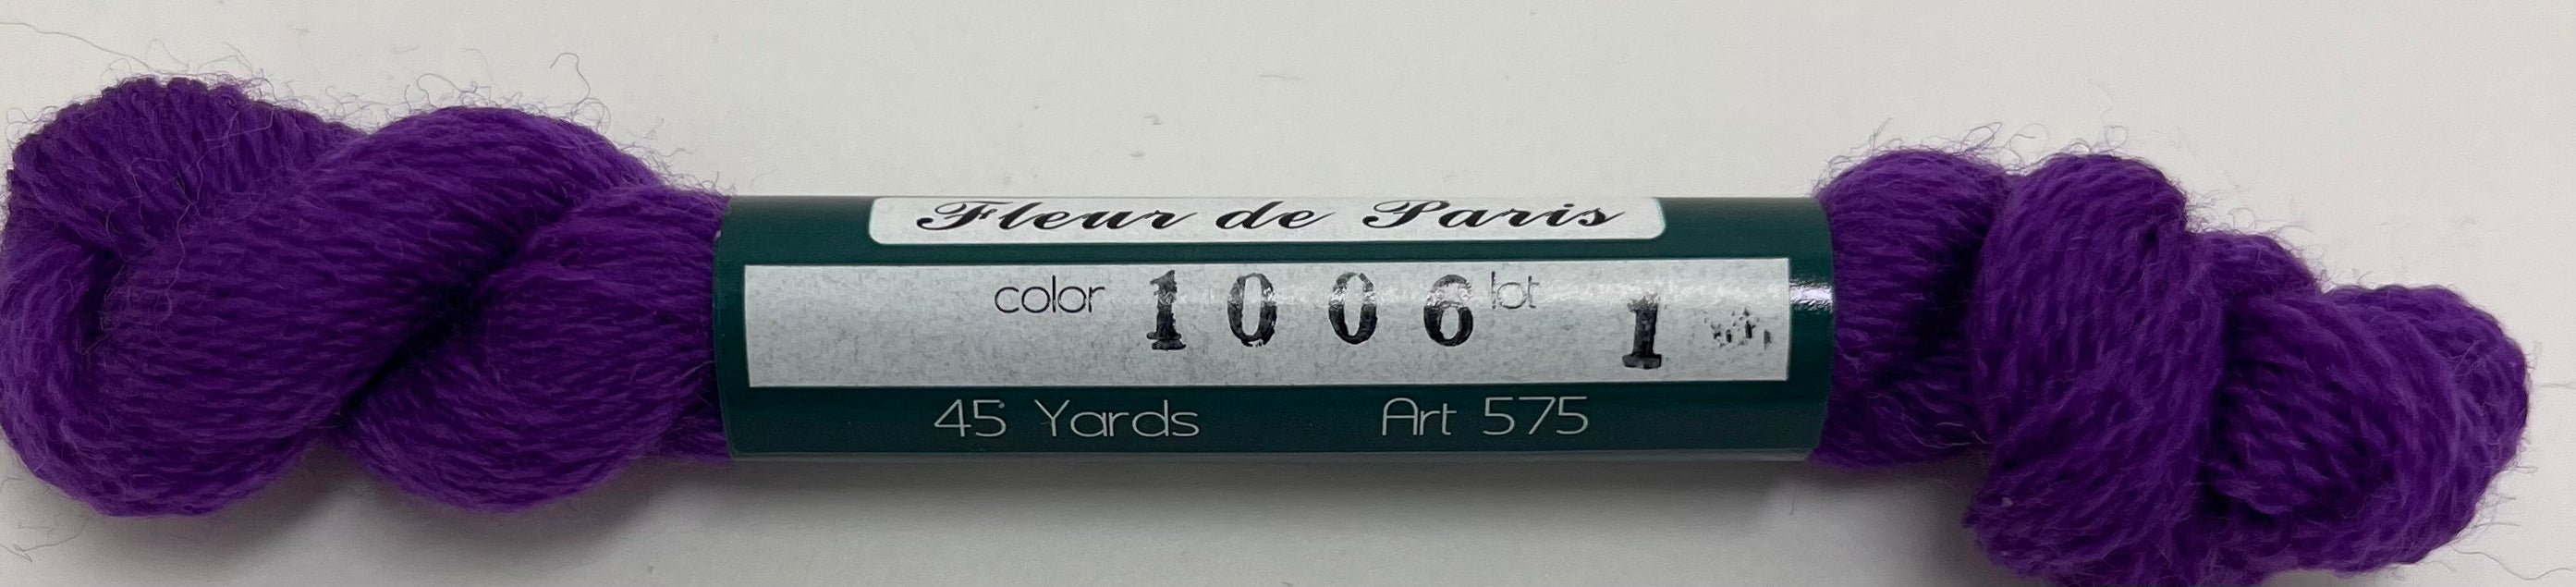 Fleur de Paris
color 1006 lot 1
45 Yards Art 575